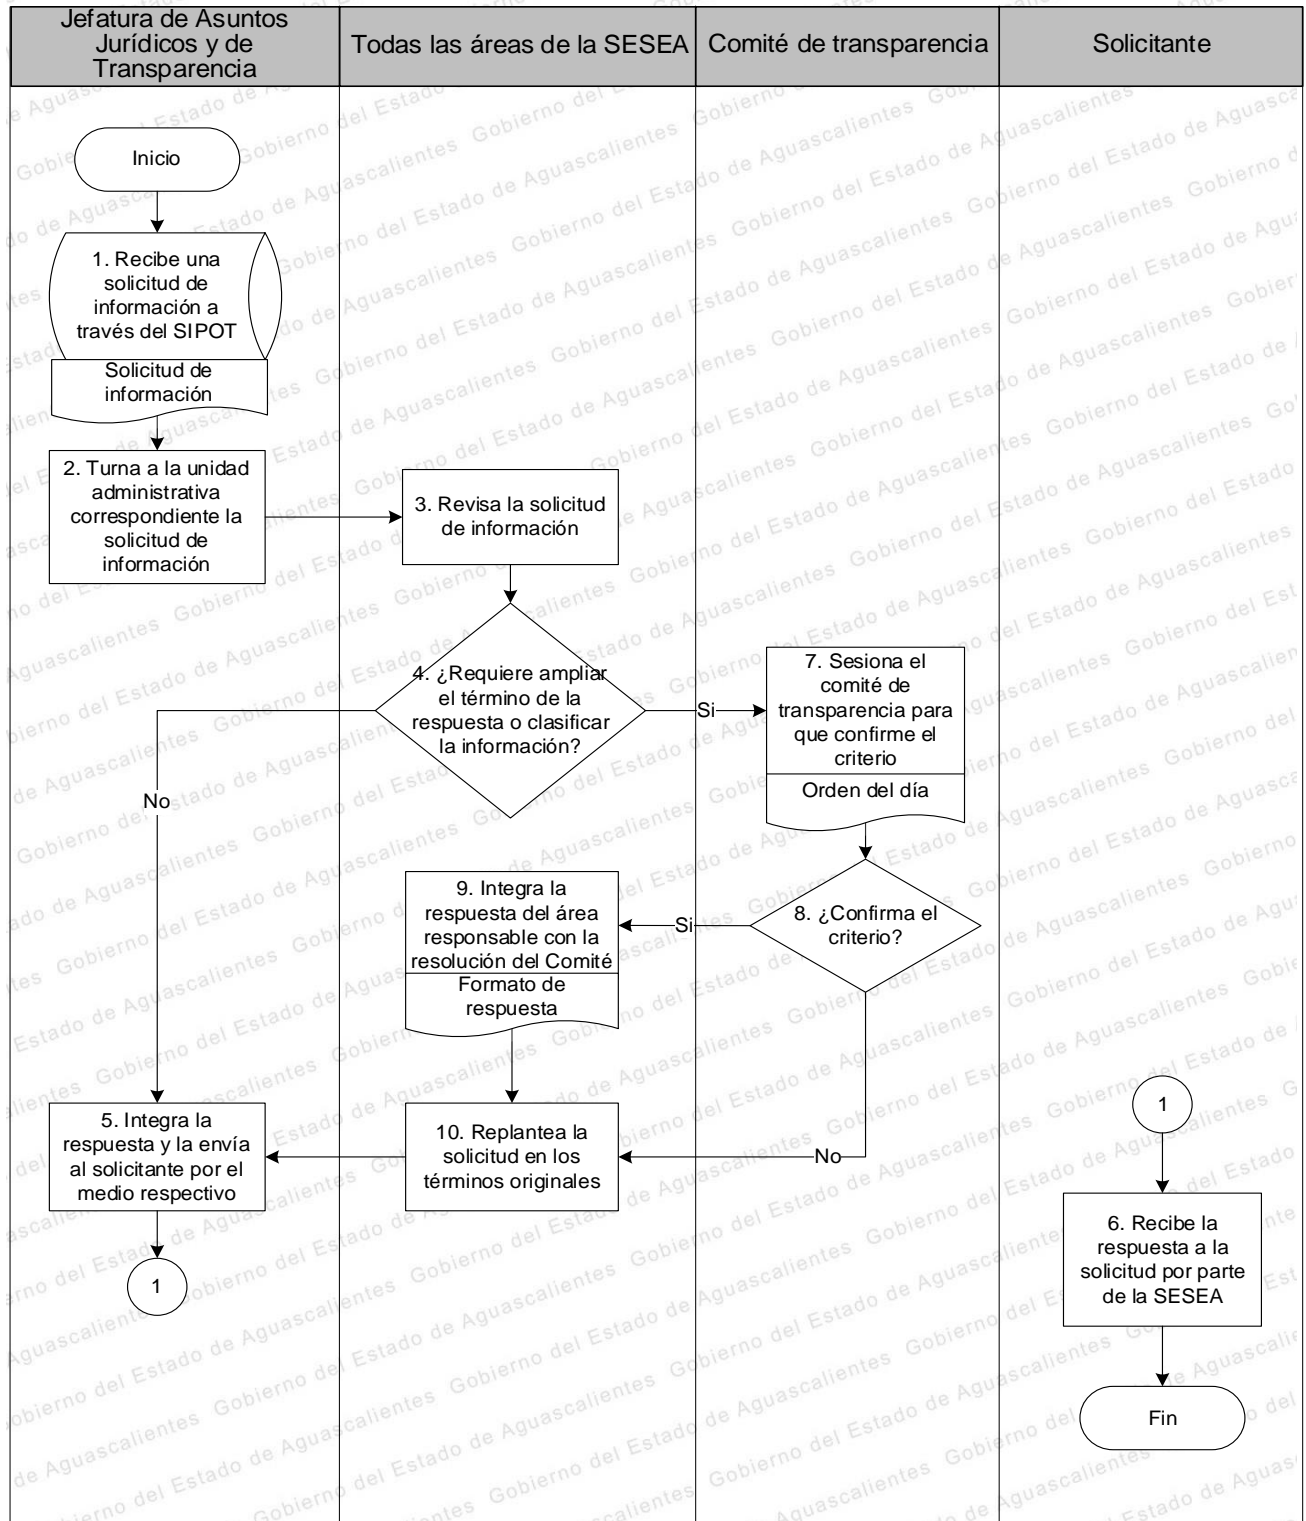 Jefatura de Asuntos
Jurídicos y de
Transparencia
Todas las áreas de la SESEA
Comité de transparencia
Solicitante
Inicio
1. Recibe una
solicitud de
información a
través del SIPOT
Solicitud de
información
2. Turna a la unidad
administrativa
correspondiente la
solicitud de
información
3. Revisa la solicitud
de información
4. ¿Requiere ampliar
el término de la
respuesta o clasificar
la información?
Si
No
7. Sesiona el
comité de
transparencia para
que confirme el
criterio
Orden del día
8. ¿Confirma el
criterio?
Si
No
9. Integra la
respuesta del área
responsable con la
resolución del Comité
Formato de
respuesta
10. Replantea la
solicitud en los
términos originales
5. Integra la
respuesta y la envía
al solicitante por el
medio respectivo
1
1
6. Recibe la
respuesta a la
solicitud por parte
de la SESEA
Fin
Gobierno del Estado de Aguascalientes